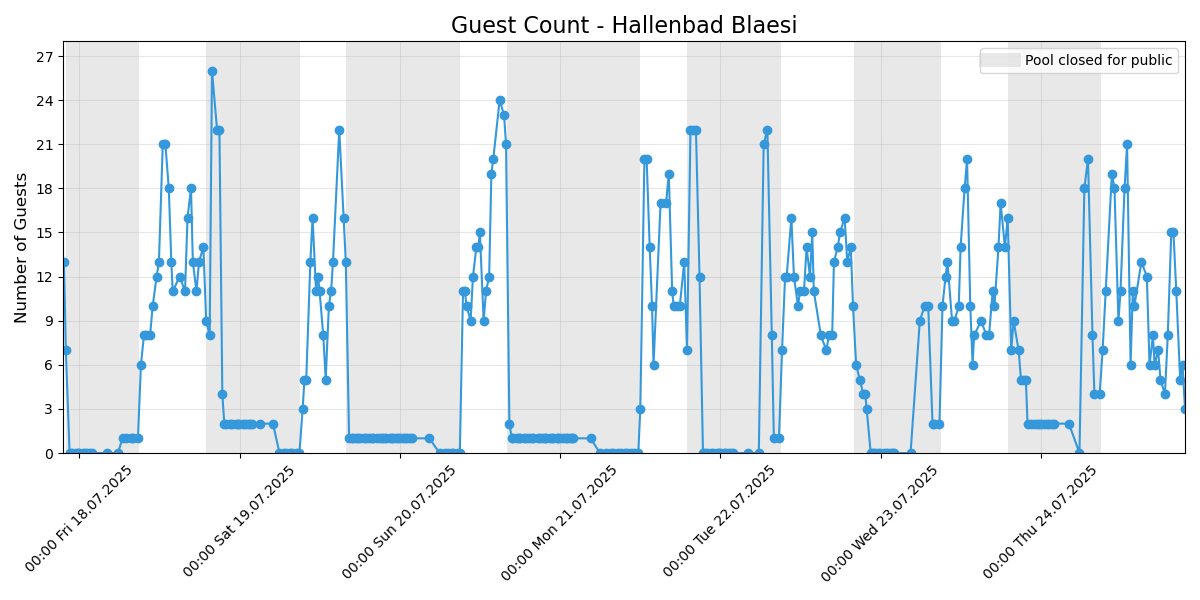 Guest Count - Hallenbad Blaesi
Pool closed for public
Number of Guests
27
24
21
18
15
12
9
6
3
0
00:00 Fri 18.07.2025
00:00 Sat 19.07.2025
00:00 Sun 20.07.2025
00:00 Mon 21.07.2025
00:00 Tue 22.07.2025
00:00 Wed 23.07.2025
00:00 Thu 24.07.2025